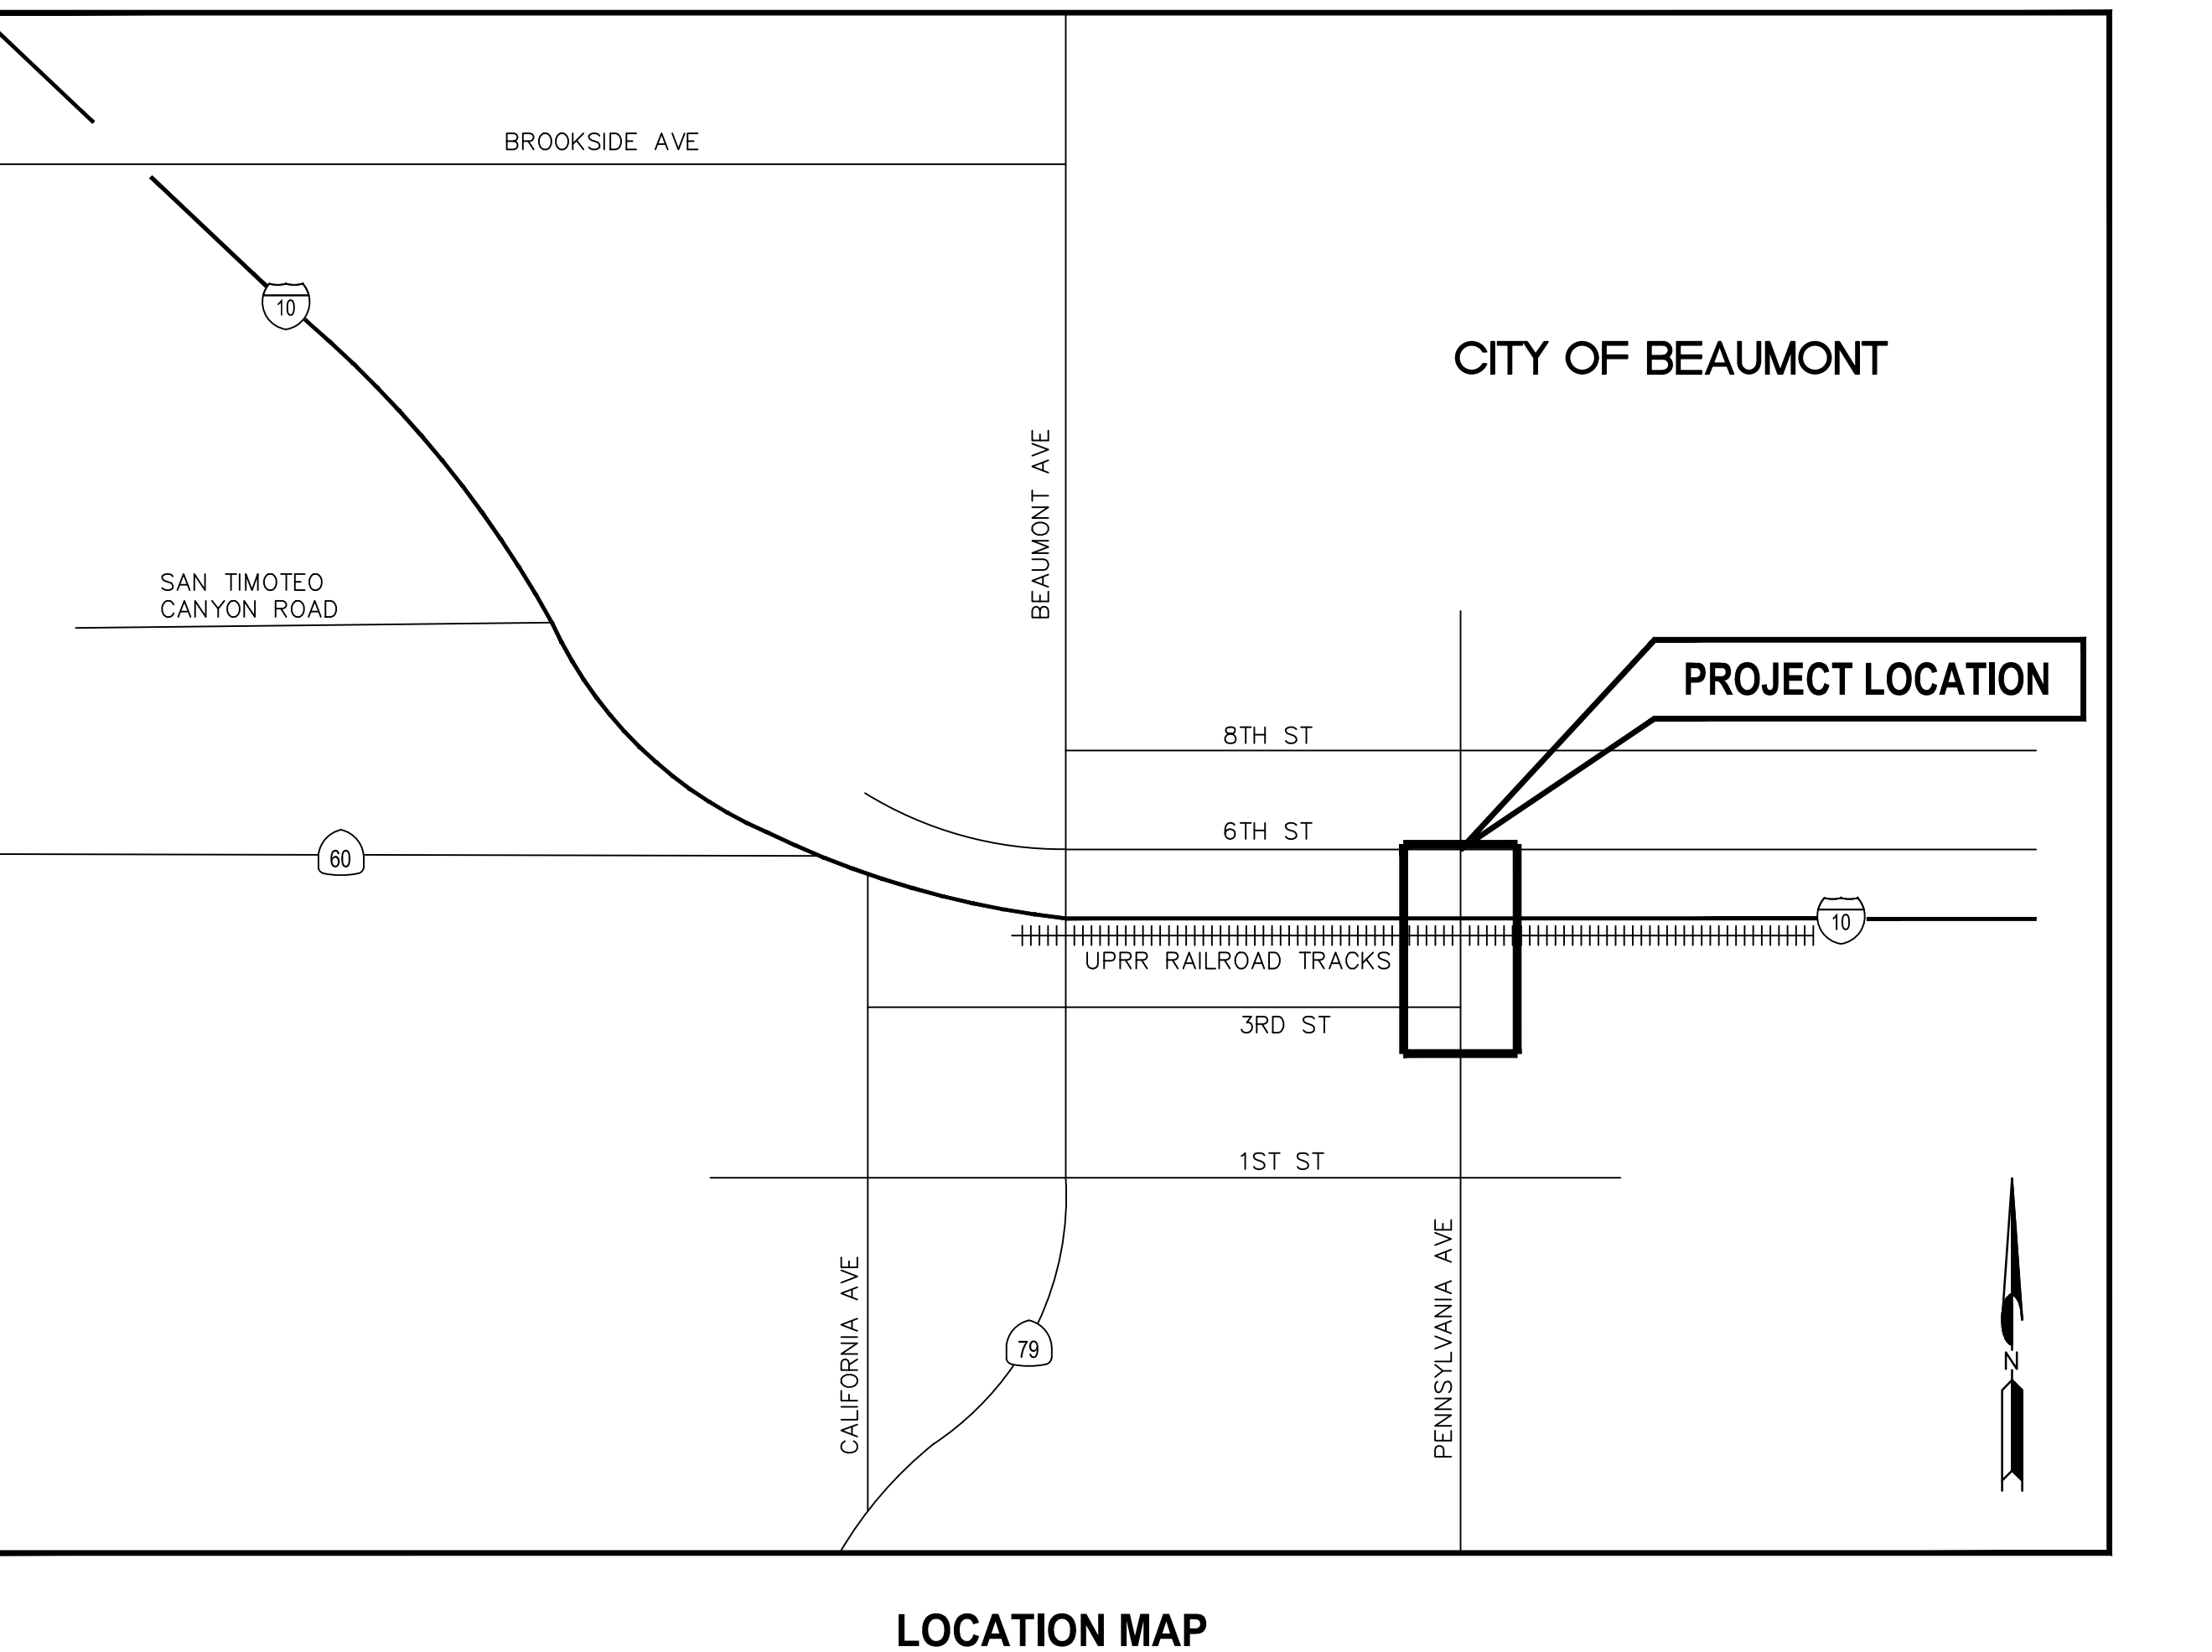 BROOKSIDE AVE
10
CITY OF BEAUMONT
BEAUMONT AVE
SAN TIMOTEO
CANYON ROAD
PROJECT LOCATION
8TH ST
6TH ST
60
10
UPRR RAILROAD TRACKS
3RD ST
1ST ST
CALIFORNIA AVE
79
PENNSYLVANIA AVE
N
LOCATION MAP